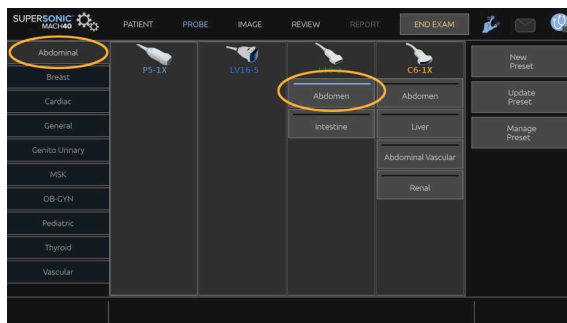 SUPERSONIC
MACH40
PATIENT PROBE IMAGE REVIEW REPORT END EXAM
Abdominal
Breast
Cardiac
General
Genito Urinary
MSK
OB-GYN
Pediatric
Thyroid
Vascular
P5-1X
LV16-5
C6-1X
Abdomen
Intestine
Abdomen
Liver
Abdominal Vascular
Renal
New
Preset
Update
Preset
Manage
Preset